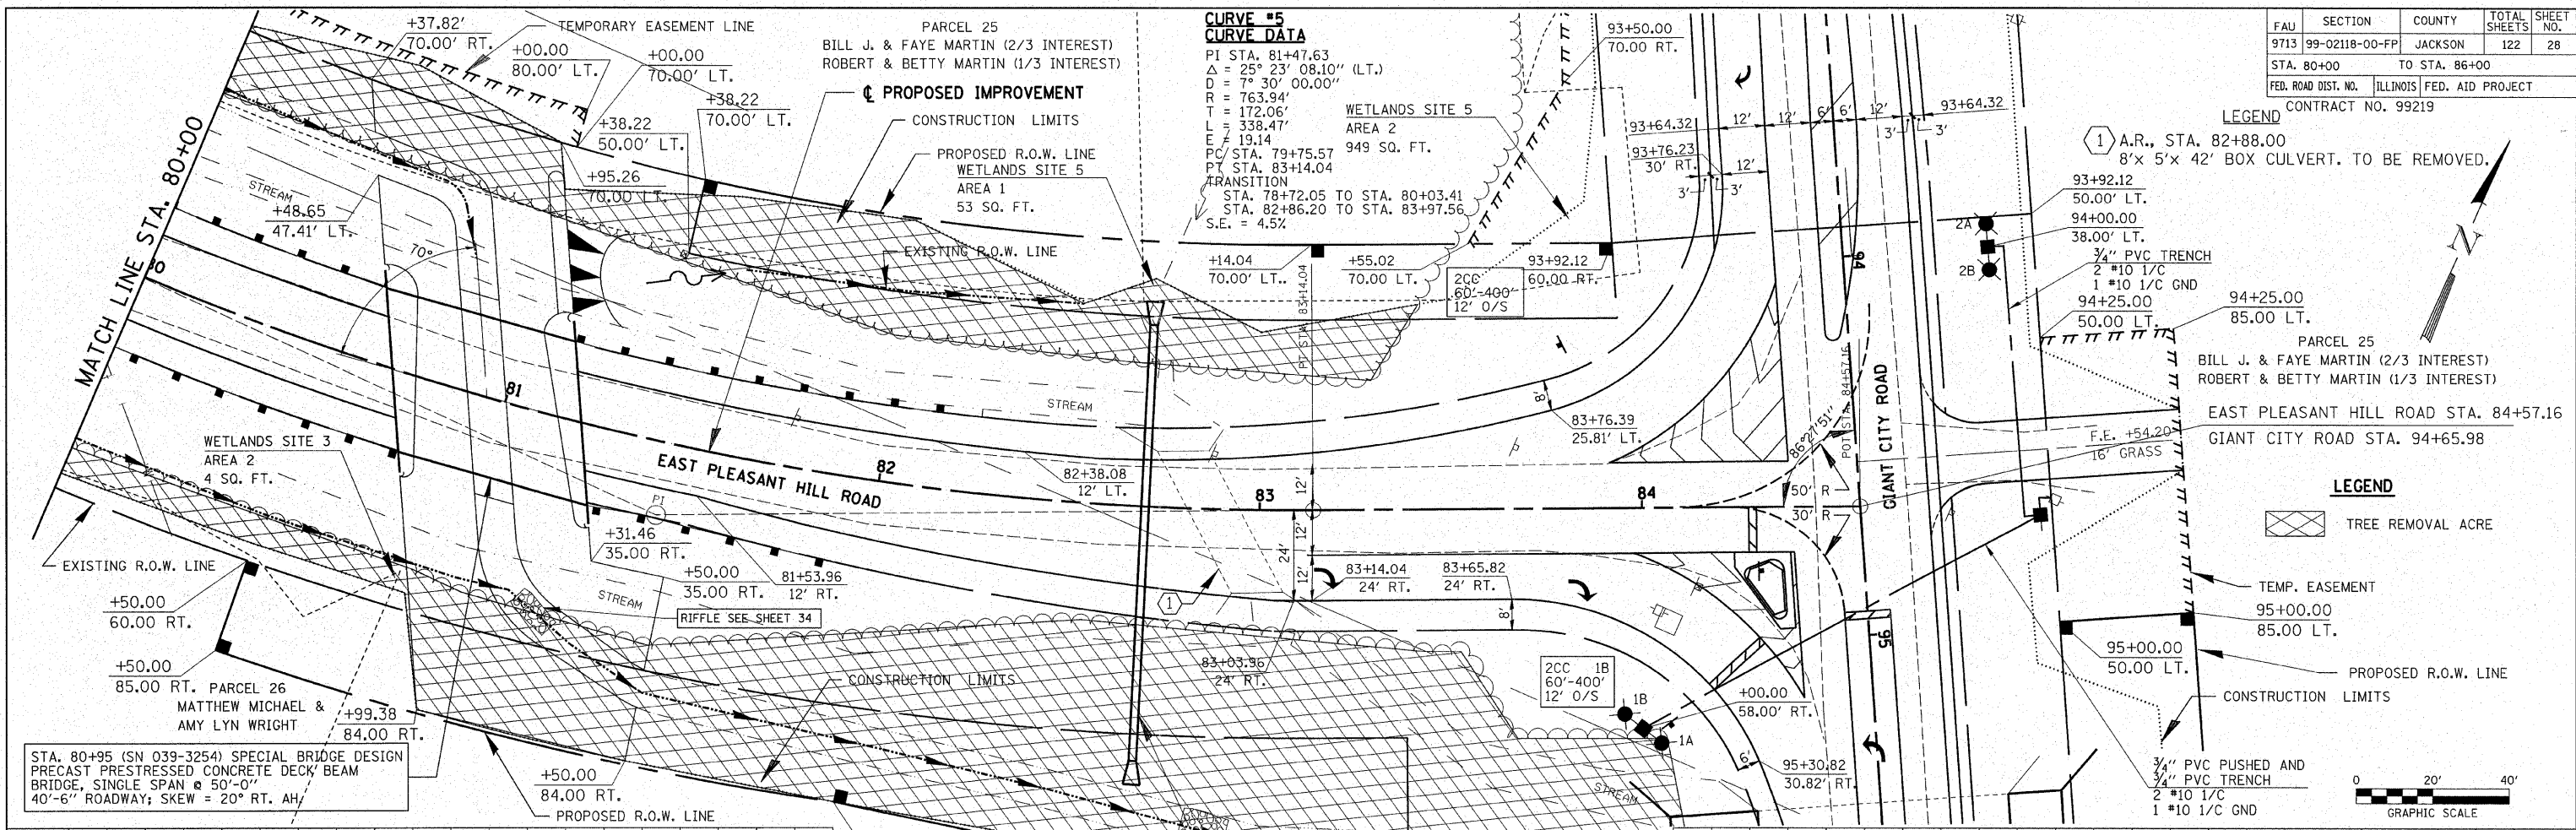 FAU SECTION COUNTY TOTAL SHEETS SHEET NO.
9713 99-02118-00-FP JACKSON 122 28
STA. 80+00 TO STA. 86+00
FED. ROAD DIST. NO. ILLINOIS FED. AID PROJECT
CONTRACT NO. 99219
LEGEND
1 A.R., STA. 82+88.00
8'x 5'x 42' BOX CULVERT. TO BE REMOVED.
MATCH LINE STA. 80+00
+37.82'
70.00' RT.
TEMPORARY EASEMENT LINE
+00.00
80.00' LT.
+00.00
70.00' LT.
+38.22
50.00' LT.
+38.22
70.00' LT.
+95.26
70.00' LT.
STREAM
+48.65
47.41' LT.
70°
PARCEL 25
BILL J. & FAYE MARTIN (2/3 INTEREST)
ROBERT & BETTY MARTIN (1/3 INTEREST)
℄ PROPOSED IMPROVEMENT
CONSTRUCTION LIMITS
PROPOSED R.O.W. LINE
WETLANDS SITE 5
AREA 1
53 SQ. FT.
EXISTING R.O.W. LINE
CURVE #5
CURVE DATA
PI STA. 81+47.63
Δ = 25° 23' 08.10" (LT.)
D = 7° 30' 00.00"
R = 763.94'
T = 172.06'
L = 338.47'
E = 19.14
PC STA. 79+75.57
PT STA. 83+14.04
TRANSITION
STA. 78+72.05 TO STA. 80+03.41
STA. 82+86.20 TO STA. 83+97.56
S.E. = 4.5%
WETLANDS SITE 5
AREA 2
949 SQ. FT.
93+50.00
70.00 RT.
93+64.32
12' 12' 6' 6' 12'
93+64.32
3' 3'
93+76.23
30' RT.
12'
3' 3'
+14.04
70.00' LT.
+55.02
70.00 LT.
93+92.12
60.00 RT.
2CC
60'-400'
12' O/S
PT STA. 83+14.04
93+92.12
50.00' LT.
94+00.00
38.00' LT.
2A
2B
3/4" PVC TRENCH
2 #10 1/C
1 #10 1/C GND
94+25.00
50.00 LT.
94+25.00
85.00 LT.
N
PARCEL 25
BILL J. & FAYE MARTIN (2/3 INTEREST)
ROBERT & BETTY MARTIN (1/3 INTEREST)
EAST PLEASANT HILL ROAD STA. 84+57.16
GIANT CITY ROAD STA. 94+65.98
F.E. +54.20
16' GRASS
LEGEND
TREE REMOVAL ACRE
TEMP. EASEMENT
95+00.00
85.00 LT.
95+00.00
50.00 LT.
PROPOSED R.O.W. LINE
CONSTRUCTION LIMITS
3/4" PVC PUSHED AND
3/4" PVC TRENCH
2 #10 1/C
1 #10 1/C GND
0 20' 40'
GRAPHIC SCALE
94
GIANT CITY ROAD
95
POT STA. 84+57.16
86°27'51"
50' R
30' R
8'
83+76.39
25.81' LT.
STREAM
80
81
82
83
84
EAST PLEASANT HILL ROAD
82+38.08
12' LT.
12'
12'
24'
12'
WETLANDS SITE 3
AREA 2
4 SQ. FT.
PI
+31.46
35.00 RT.
+50.00
35.00 RT.
81+53.96
12' RT.
STREAM
RIFFLE SEE SHEET 34
1
83+14.04
24' RT.
83+65.82
24' RT.
8'
83+03.96
24' RT.
CONSTRUCTION LIMITS
EXISTING R.O.W. LINE
+50.00
60.00 RT.
+50.00
85.00 RT.
PARCEL 26
MATTHEW MICHAEL &
AMY LYN WRIGHT
+99.38
84.00 RT.
STA. 80+95 (SN 039-3254) SPECIAL BRIDGE DESIGN
PRECAST PRESTRESSED CONCRETE DECK BEAM
BRIDGE, SINGLE SPAN @ 50'-0"
40'-6" ROADWAY; SKEW = 20° RT. AH.
+50.00
84.00 RT.
PROPOSED R.O.W. LINE
2CC 1B
60'-400'
12' O/S
1B
1A
+00.00
58.00' RT.
6'
95+30.82
30.82' RT.
STREAM